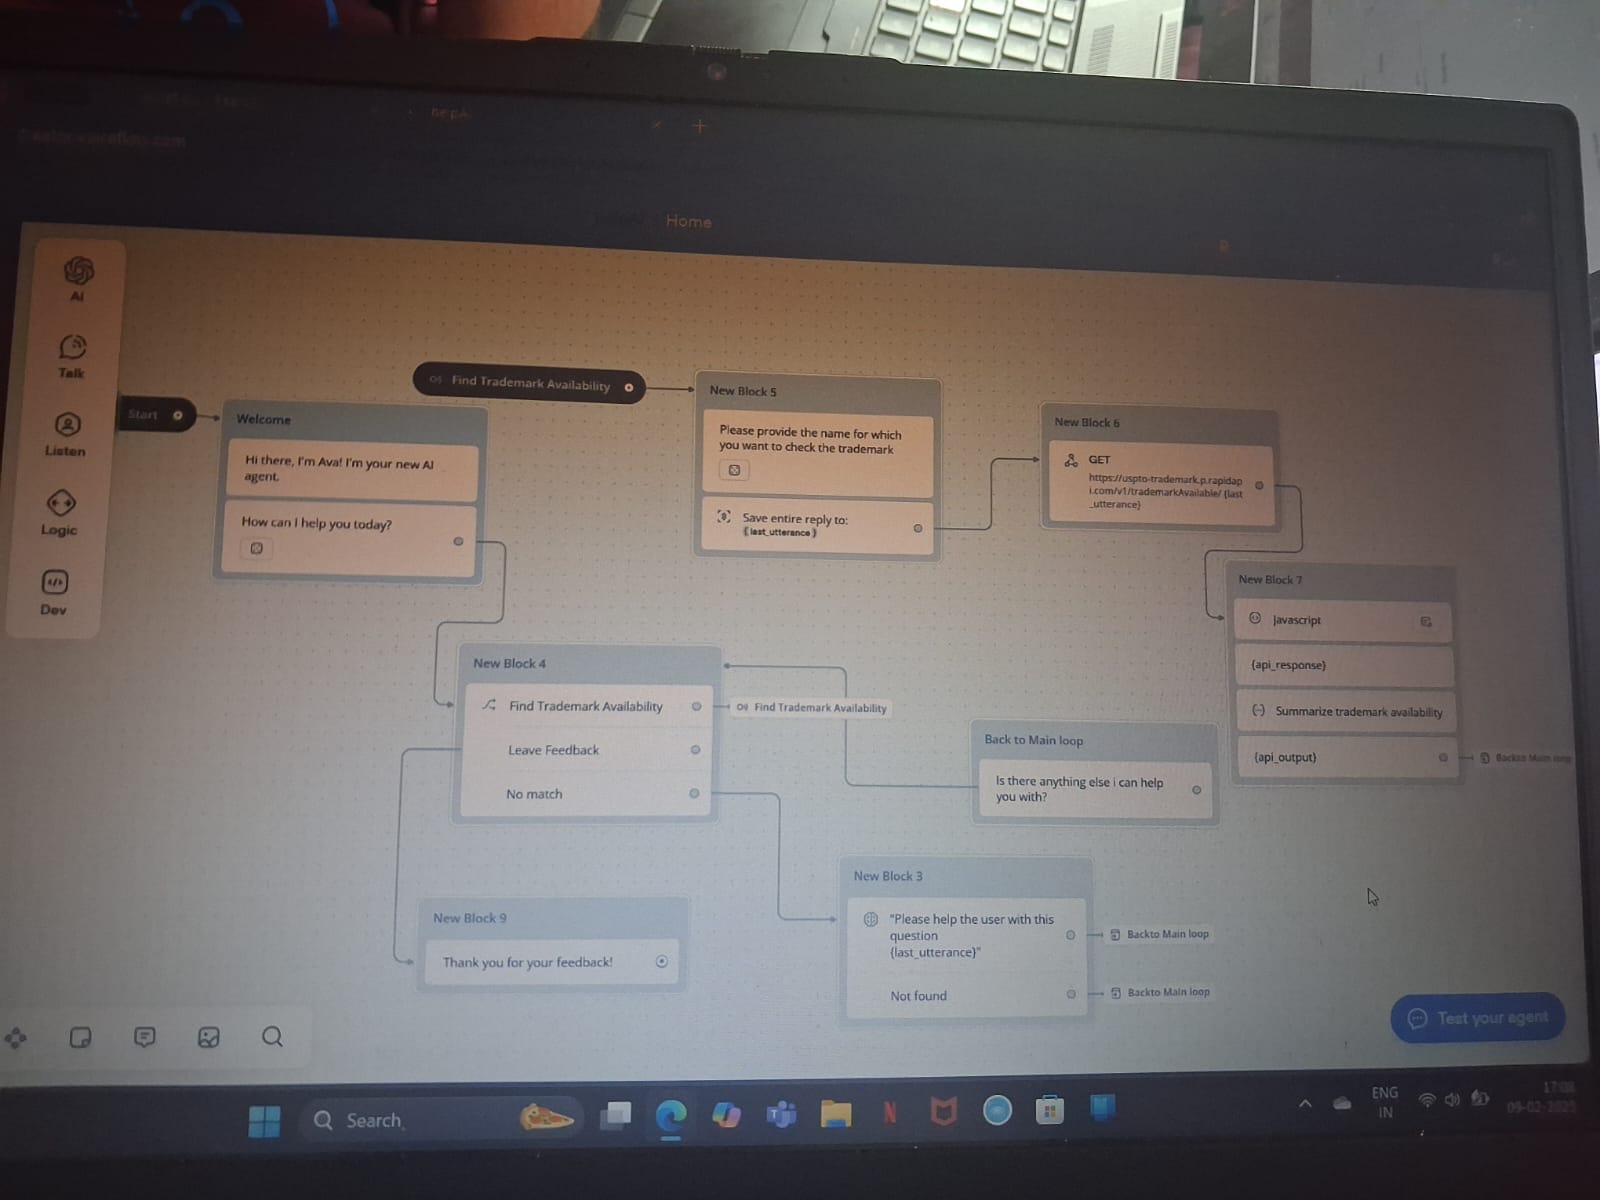 Home
AI
Talk
Listen
Logic
Dev
Start
Welcome
Hi there, I'm Ava! I'm your new AI
agent.
How can I help you today?
Find Trademark Availability
New Block 5
Please provide the name for which
you want to check the trademark
Save entire reply to:
{last_utterance}
New Block 6
GET
https://uspto-trademark.p.rapidap
i.com/v1/trademarkAvailable/ {last
_utterance}
New Block 7
Javascript
{api_response}
Summarize trademark availability
{api_output}
Backto Main loop
New Block 4
Find Trademark Availability
Leave Feedback
No match
Find Trademark Availability
Back to Main loop
Is there anything else i can help
you with?
New Block 3
"Please help the user with this
question
{last_utterance}"
Not found
Backto Main loop
Backto Main loop
New Block 9
Thank you for your feedback!
Test your agent
Search
ENG
IN
17:08
09-02-2025